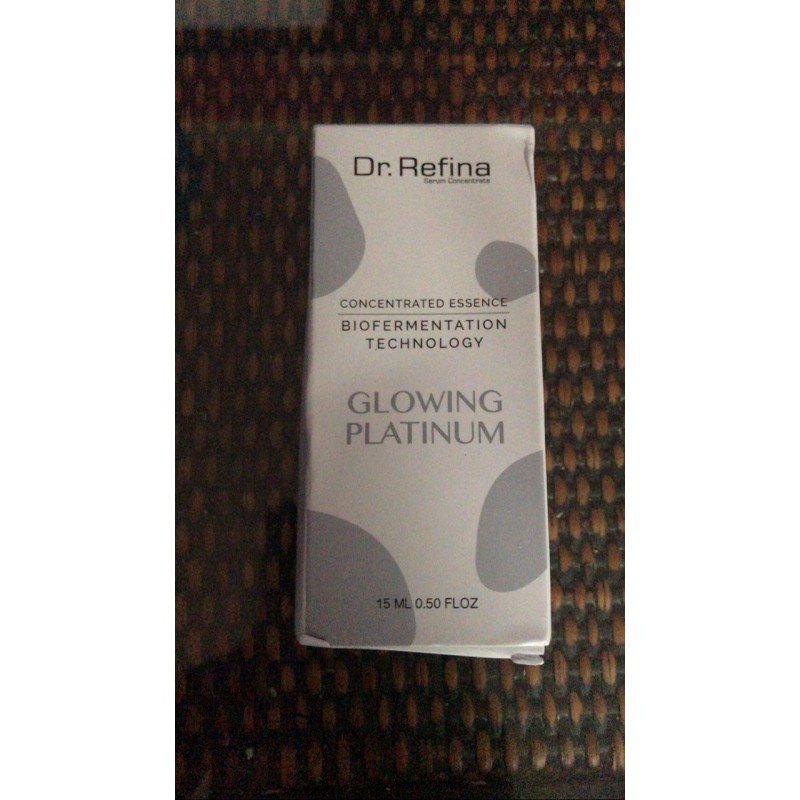 Dr. Refina
Serum Concentrate
CONCENTRATED ESSENCE
BIOFERMENTATION
TECHNOLOGY
GLOWING
PLATINUM
15 ML 0.50 FLOZ